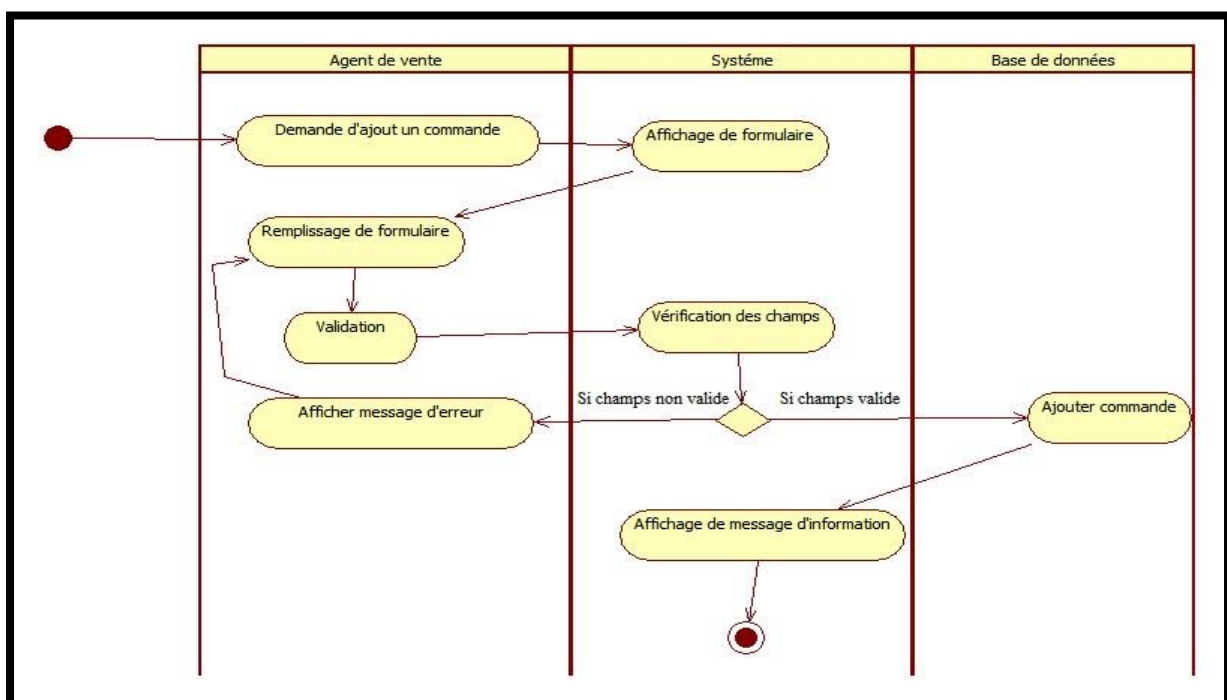 Agent de vente
Systéme
Base de données
Demande d'ajout un commande
Affichage de formulaire
Remplissage de formulaire
Validation
Vérification des champs
Si champs non valide
Si champs valide
Afficher message d'erreur
Ajouter commande
Affichage de message d'information